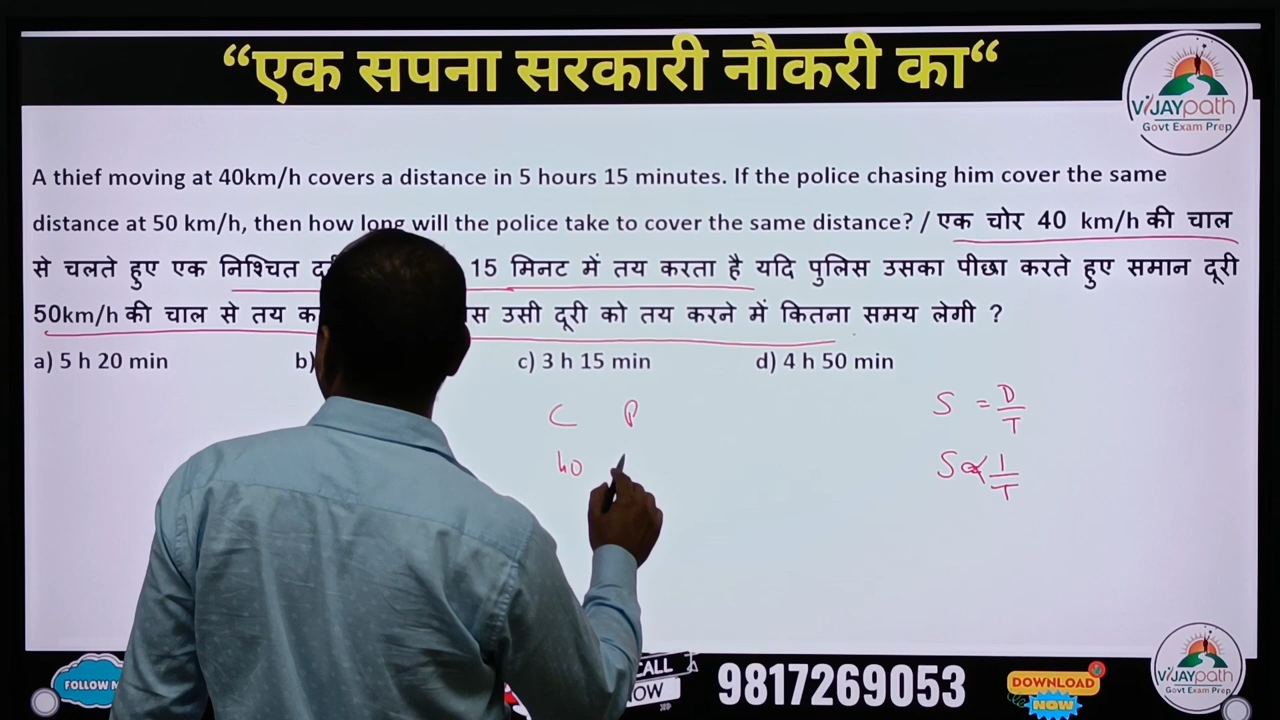 “एक सपना सरकारी नौकरी का“
VIJAYpath
Govt Exam Prep
A thief moving at 40km/h covers a distance in 5 hours 15 minutes. If the police chasing him cover the same
distance at 50 km/h, then how long will the police take to cover the same distance? / एक चोर 40 km/h की चाल
से चलते हुए एक निश्चित 15 मिनट में तय करता है यदि पुलिस उसका पीछा करते हुए समान दूरी
50km/h की चाल से तय उसी दूरी को तय करने में कितना समय लेगी ?
a) 5 h 20 min b) c) 3 h 15 min d) 4 h 50 min
C P
40
S = D/T
S ∝ 1/T
FOLLOW
CALL
NOW
9817269053
DOWNLOAD
NOW
VIJAYpath
Govt Exam Prep